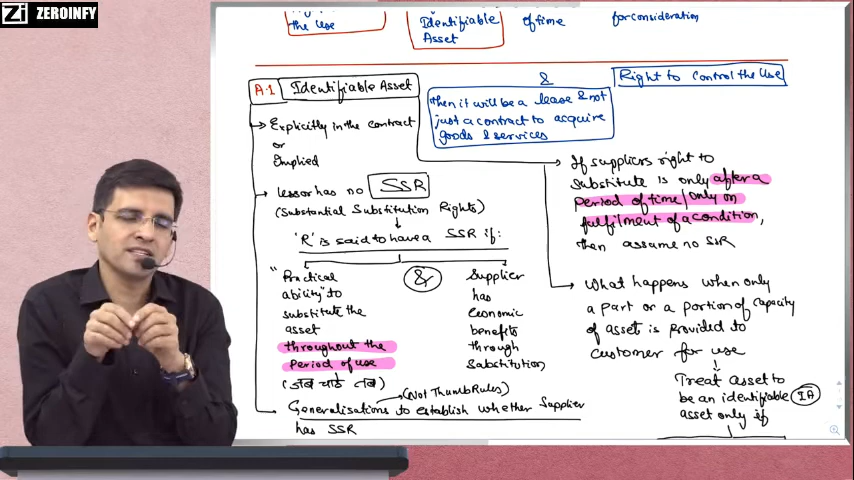 Zi ZEROINFY
the Use
Identifiable
Asset
of time
for consideration
A.1 Identifiable Asset
&
Right to Control the Use
then it will be a lease & not
just a contract to acquire
goods & services
Explicitly in the contract
or
Implied
lessor has no SSR
(Substantial Substitution Rights)
'R' is said to have a SSR if:
"Practical
ability" to
substitute the
asset
throughout the
period of use
(जब चाहे तब)
&
Supplier
has
economic
benefits
through
Substitution
(Not Thumb Rules)
Generalisations to establish whether Supplier
has SSR
If suppliers right to
substitute is only after a
period of time/only on
fulfilment of a condition,
then assume no SSR
What happens when only
a part or a portion of capacity
of asset is provided to
customer for use
Treat asset to
be an identifiable IA
asset only if